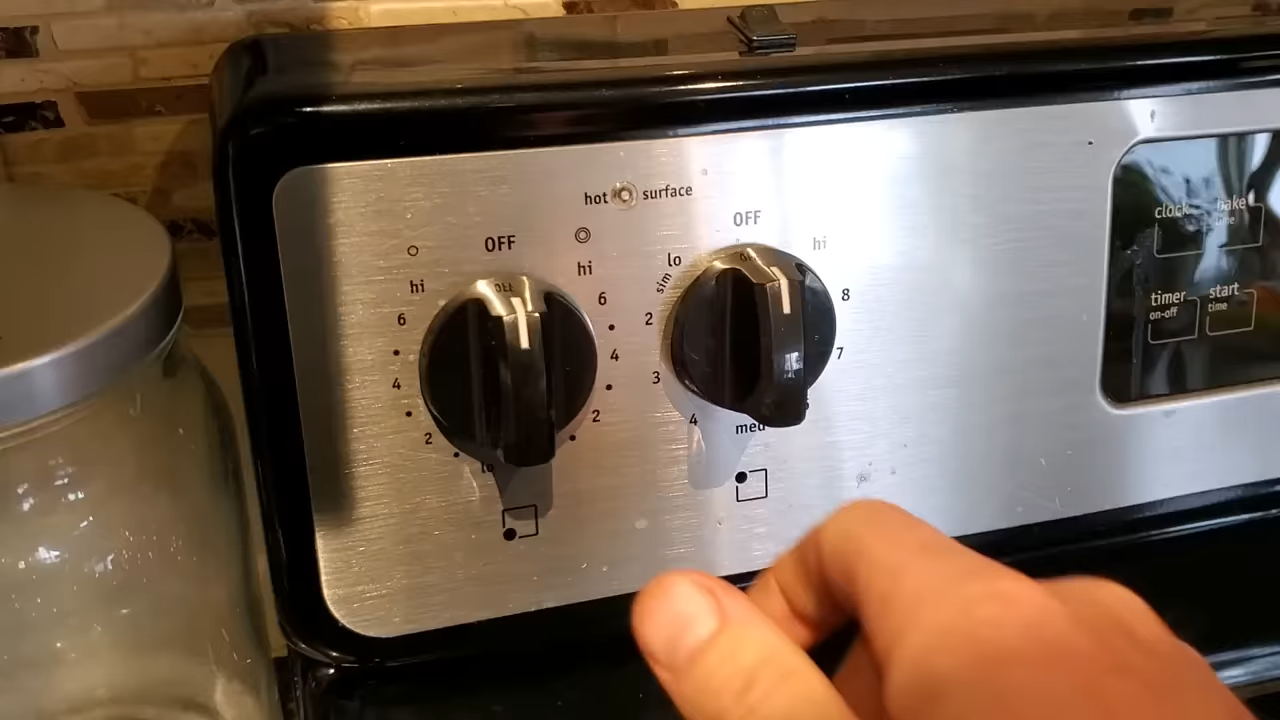 hot surface
OFF
hi
6
4
2
lo
hi
6
4
2
OFF
OFF
lo
sim
2
3
4
med
7
8
hi
clock
bake
time
timer
on-off
start
time